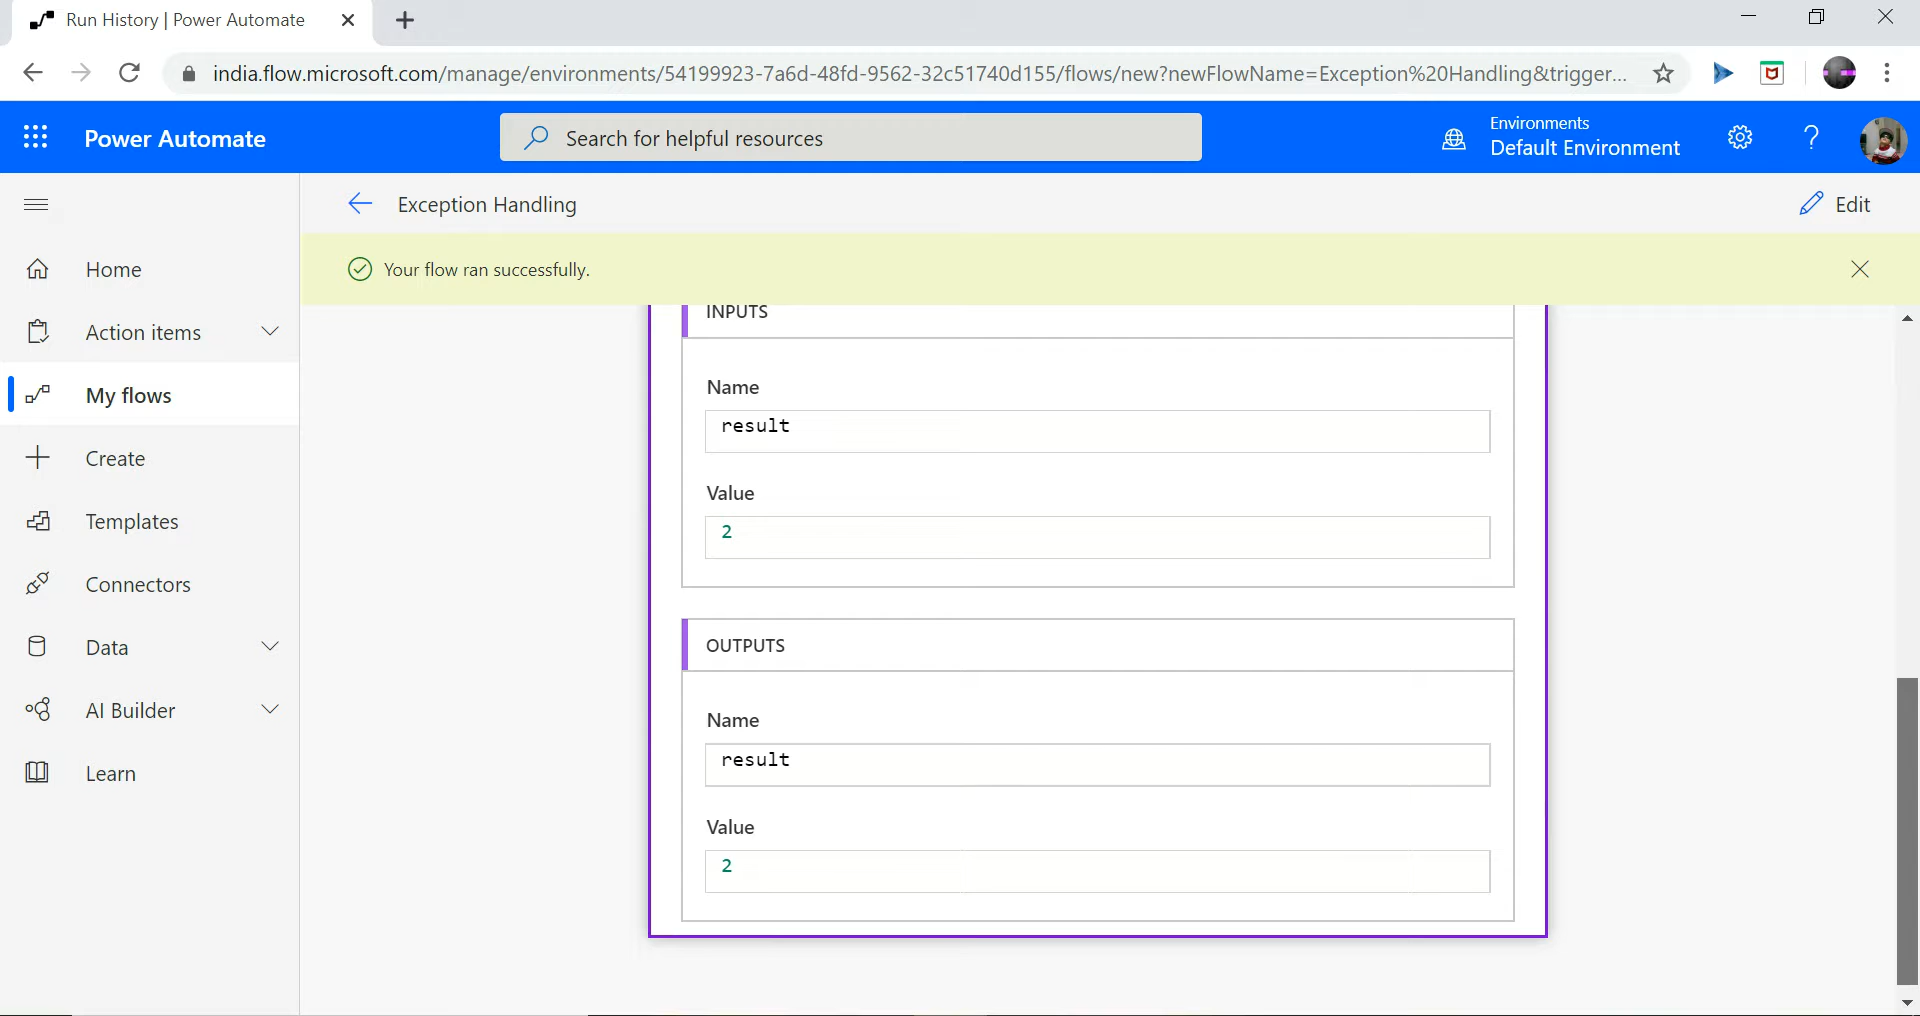 Run History | Power Automate
india.flow.microsoft.com/manage/environments/54199923-7a6d-48fd-9562-32c51740d155/flows/new?newFlowName=Exception%20Handling&trigger...
Power Automate
Search for helpful resources
Environments
Default Environment
Exception Handling
Edit
Your flow ran successfully.
Home
Action items
My flows
Create
Templates
Connectors
Data
AI Builder
Learn
INPUTS
Name
result
Value
2
OUTPUTS
Name
result
Value
2